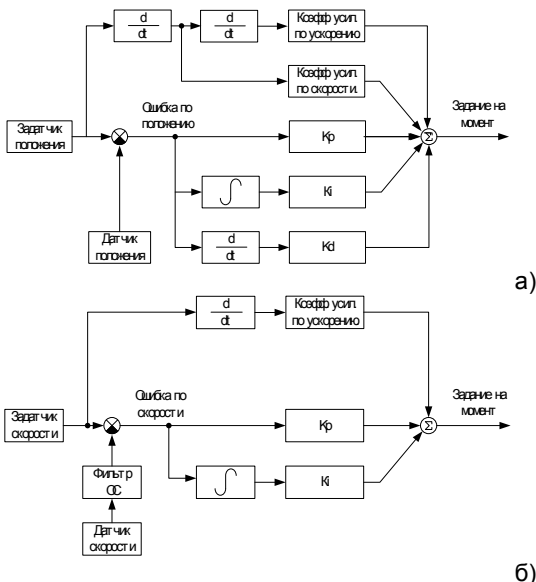 d
dt
d
dt
Коэфф усил.
по ускорению
Коэфф усил.
по скорости.
Ошибка по
положению
Задание на
момент
Задатчик
положения
Kp
Σ
Ki
Датчик
положения
d
dt
Kd
а)
d
dt
Коэфф усил.
по ускорению
Ошибка по
скорости
Задание на
момент
Задатчик
скорости
Kp
Σ
Фильтр
ОС
Ki
Датчик
скорости
б)